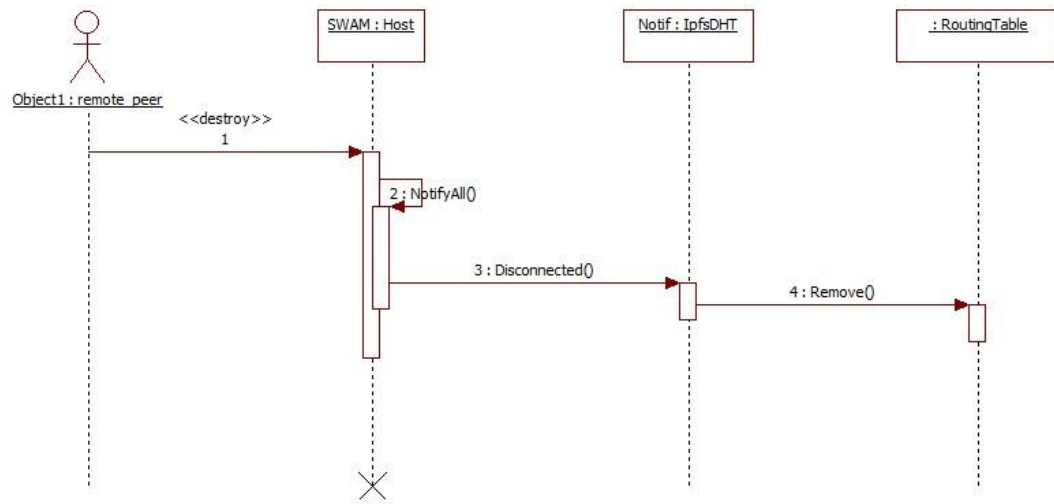 SWAM : Host
Notif : IpfsDHT
: RoutingTable
Object1 : remote_peer
<<destroy>>
1
2 : NotifyAll()
3 : Disconnected()
4 : Remove()